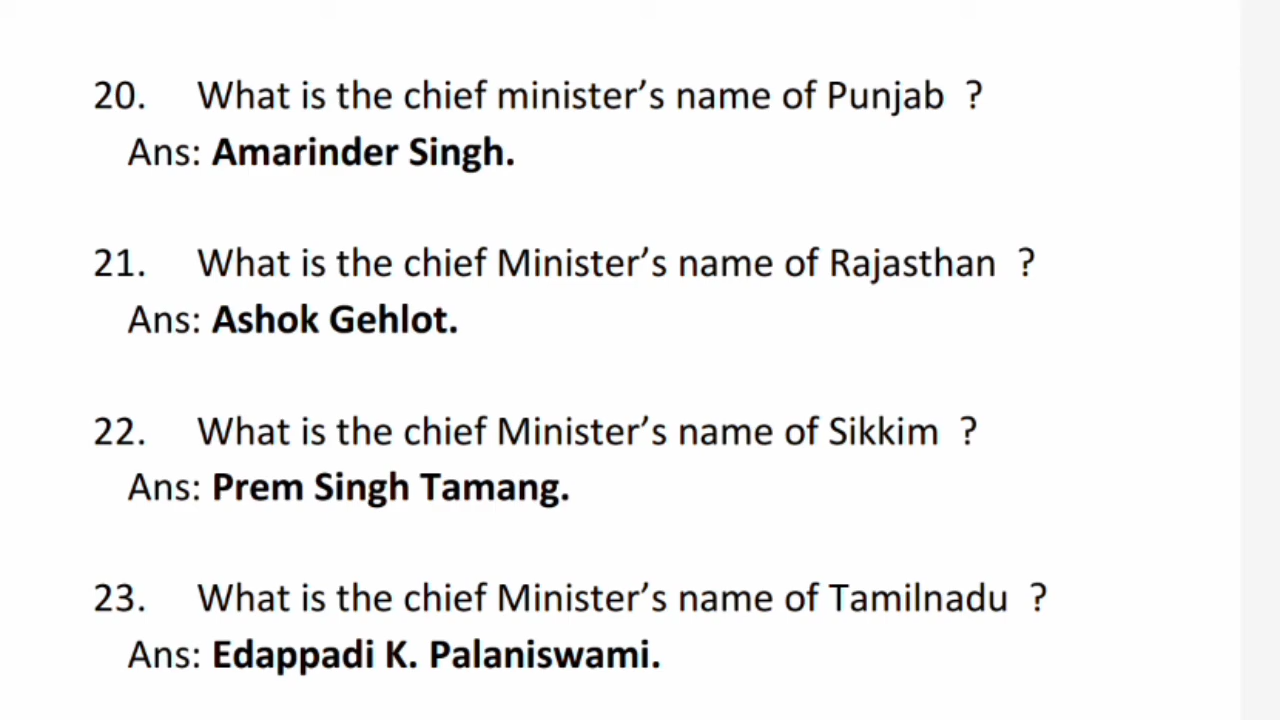 20. What is the chief minister’s name of Punjab ?
Ans: Amarinder Singh.
21. What is the chief Minister’s name of Rajasthan ?
Ans: Ashok Gehlot.
22. What is the chief Minister’s name of Sikkim ?
Ans: Prem Singh Tamang.
23. What is the chief Minister’s name of Tamilnadu ?
Ans: Edappadi K. Palaniswami.